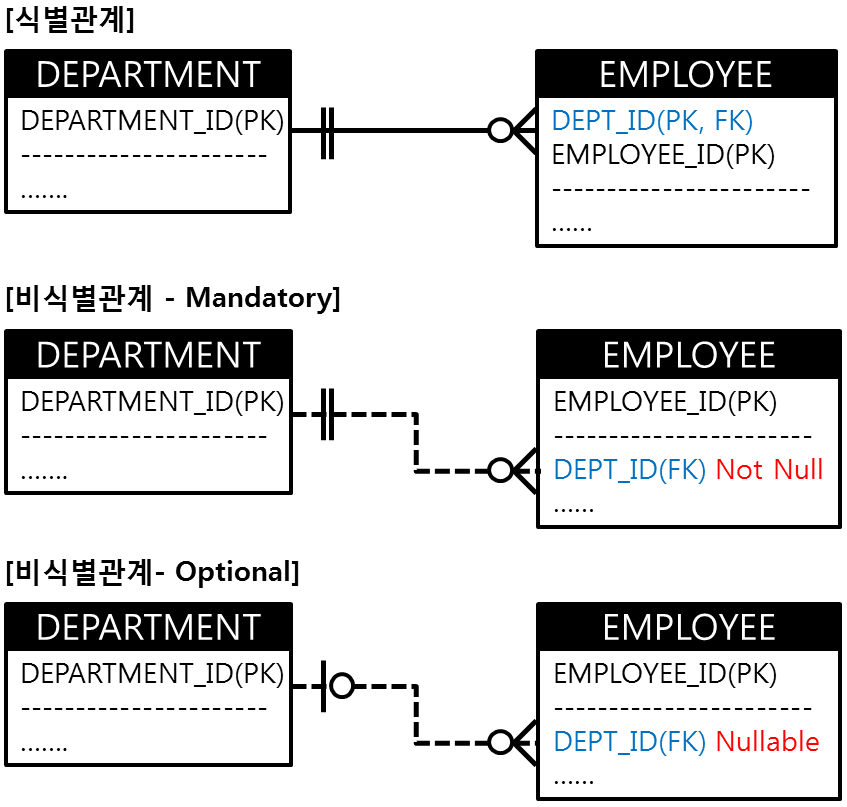 [식별관계]
DEPARTMENT
DEPARTMENT_ID(PK)
----------------------
.......
EMPLOYEE
DEPT_ID(PK, FK)
EMPLOYEE_ID(PK)
-----------------------
......
[비식별관계 - Mandatory]
DEPARTMENT
DEPARTMENT_ID(PK)
----------------------
.......
EMPLOYEE
EMPLOYEE_ID(PK)
-----------------------
DEPT_ID(FK) Not Null
......
[비식별관계- Optional]
DEPARTMENT
DEPARTMENT_ID(PK)
----------------------
.......
EMPLOYEE
EMPLOYEE_ID(PK)
-----------------------
DEPT_ID(FK) Nullable
......